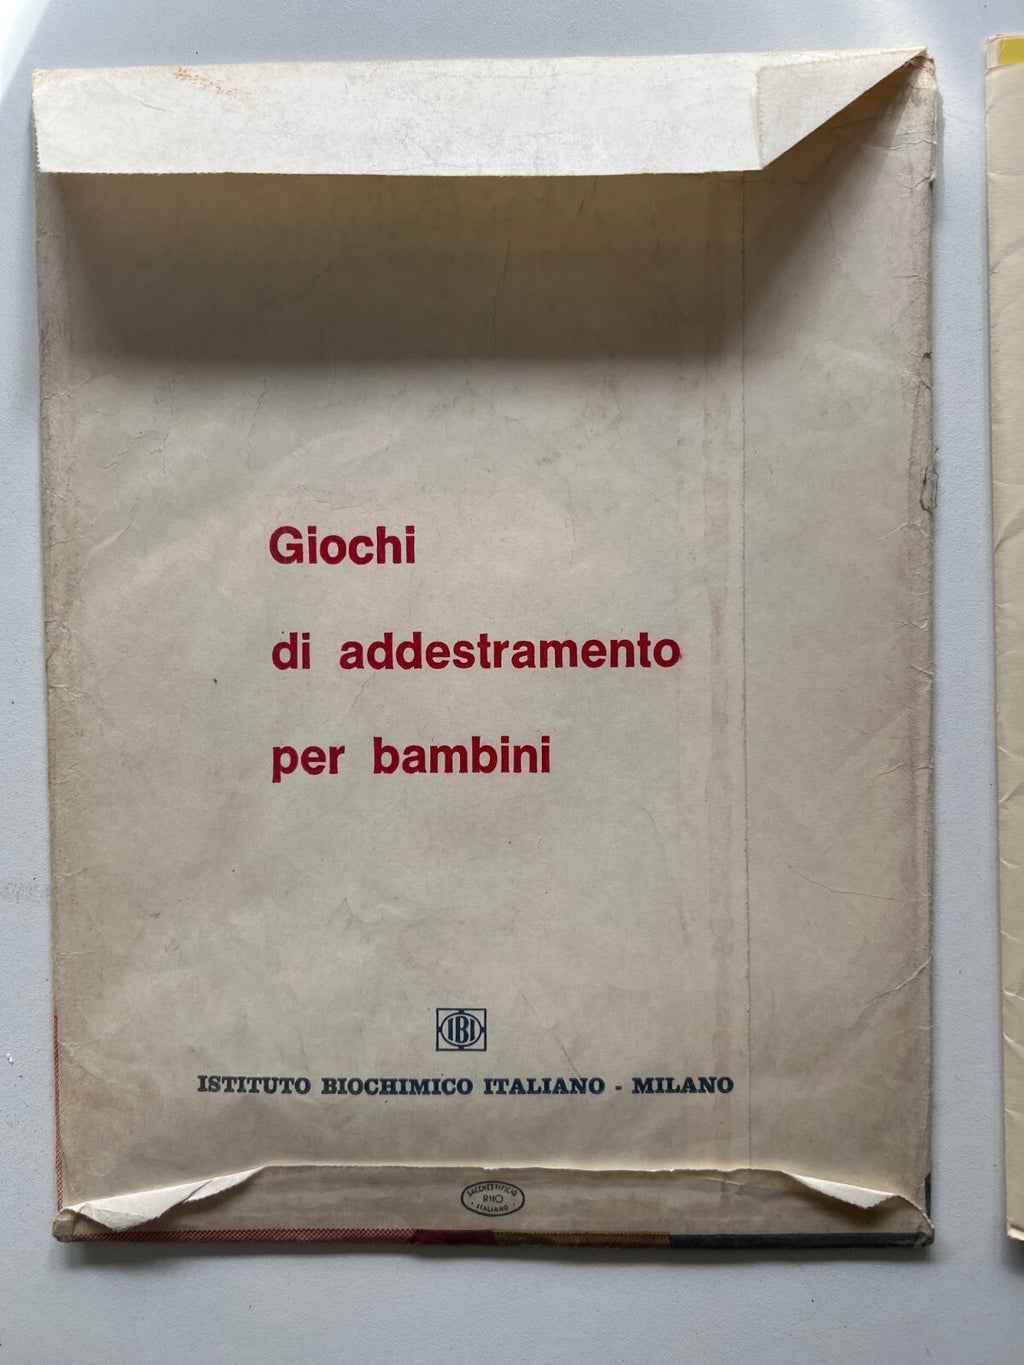 Giochi
di addestramento
per bambini
IBI
ISTITUTO BIOCHIMICO ITALIANO - MILANO
SACCHETTIFICIO
RHO
ITALIANO